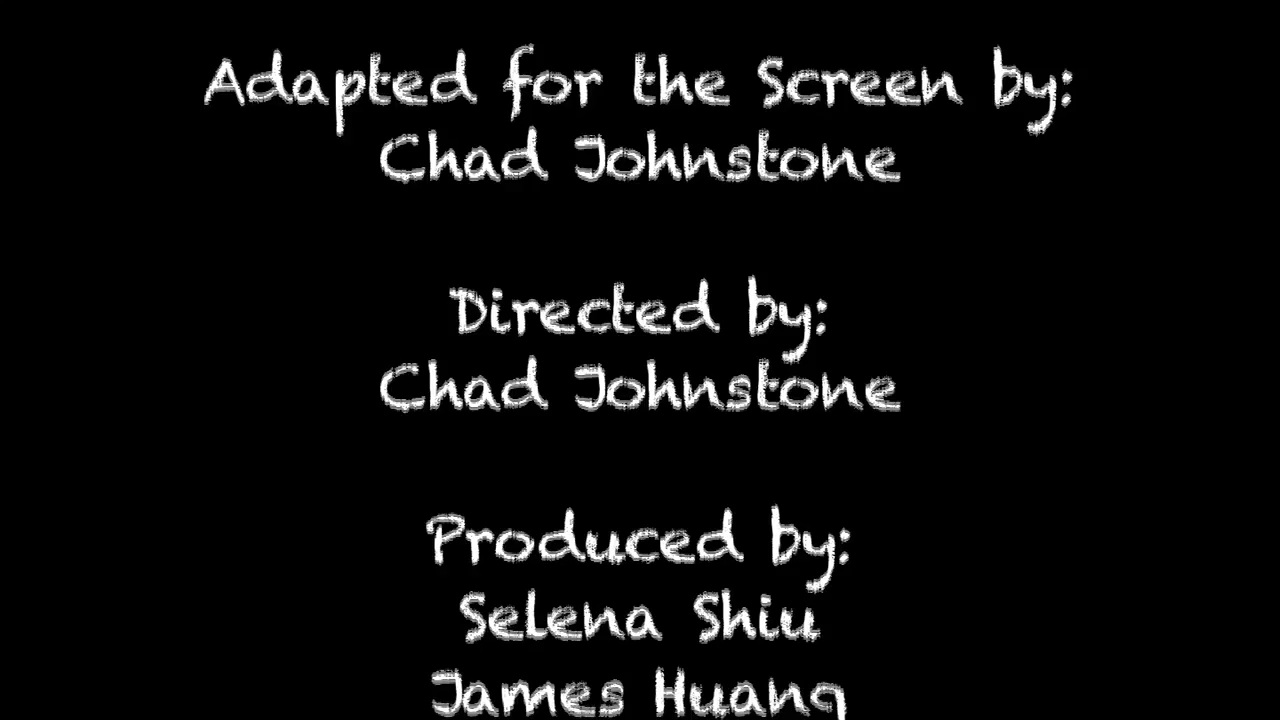 Adapted for the Screen by:
Chad Johnstone
Directed by:
Chad Johnstone
Produced by:
Selena Shiu
James Huang